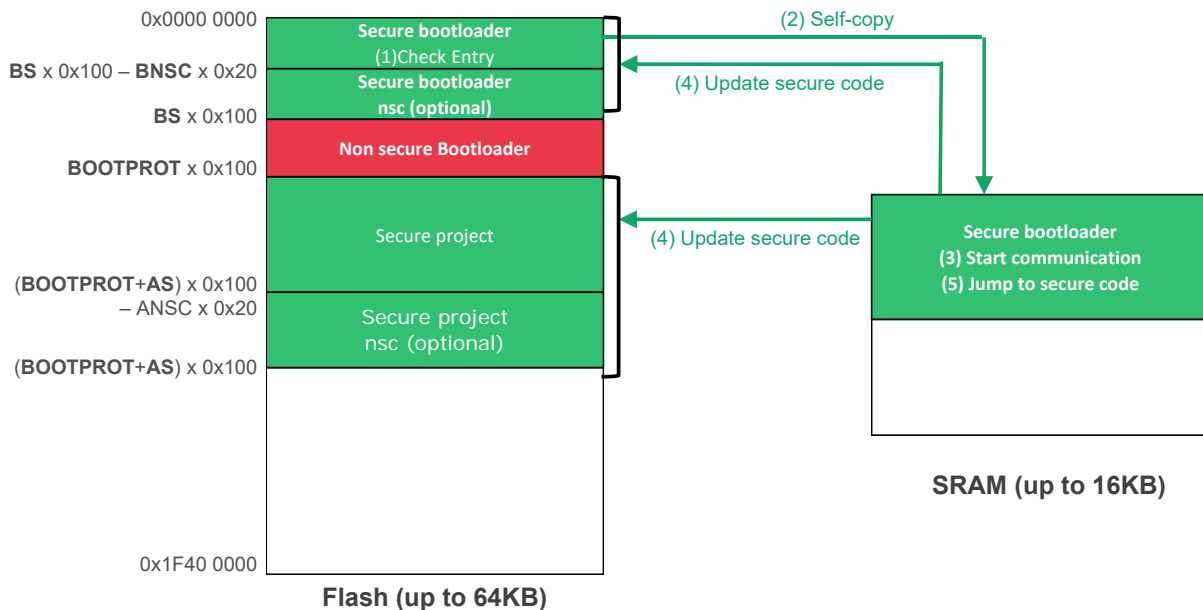 0x0000 0000
Secure bootloader
(1)Check Entry
(2) Self-copy
BS x 0x100 – BNSC x 0x20
Secure bootloader
nsc (optional)
(4) Update secure code
BS x 0x100
Non secure Bootloader
BOOTPROT x 0x100
Secure project
(4) Update secure code
Secure bootloader
(3) Start communication
(5) Jump to secure code
(BOOTPROT+AS) x 0x100
– ANSC x 0x20
Secure project
nsc (optional)
(BOOTPROT+AS) x 0x100
SRAM (up to 16KB)
0x1F40 0000
Flash (up to 64KB)